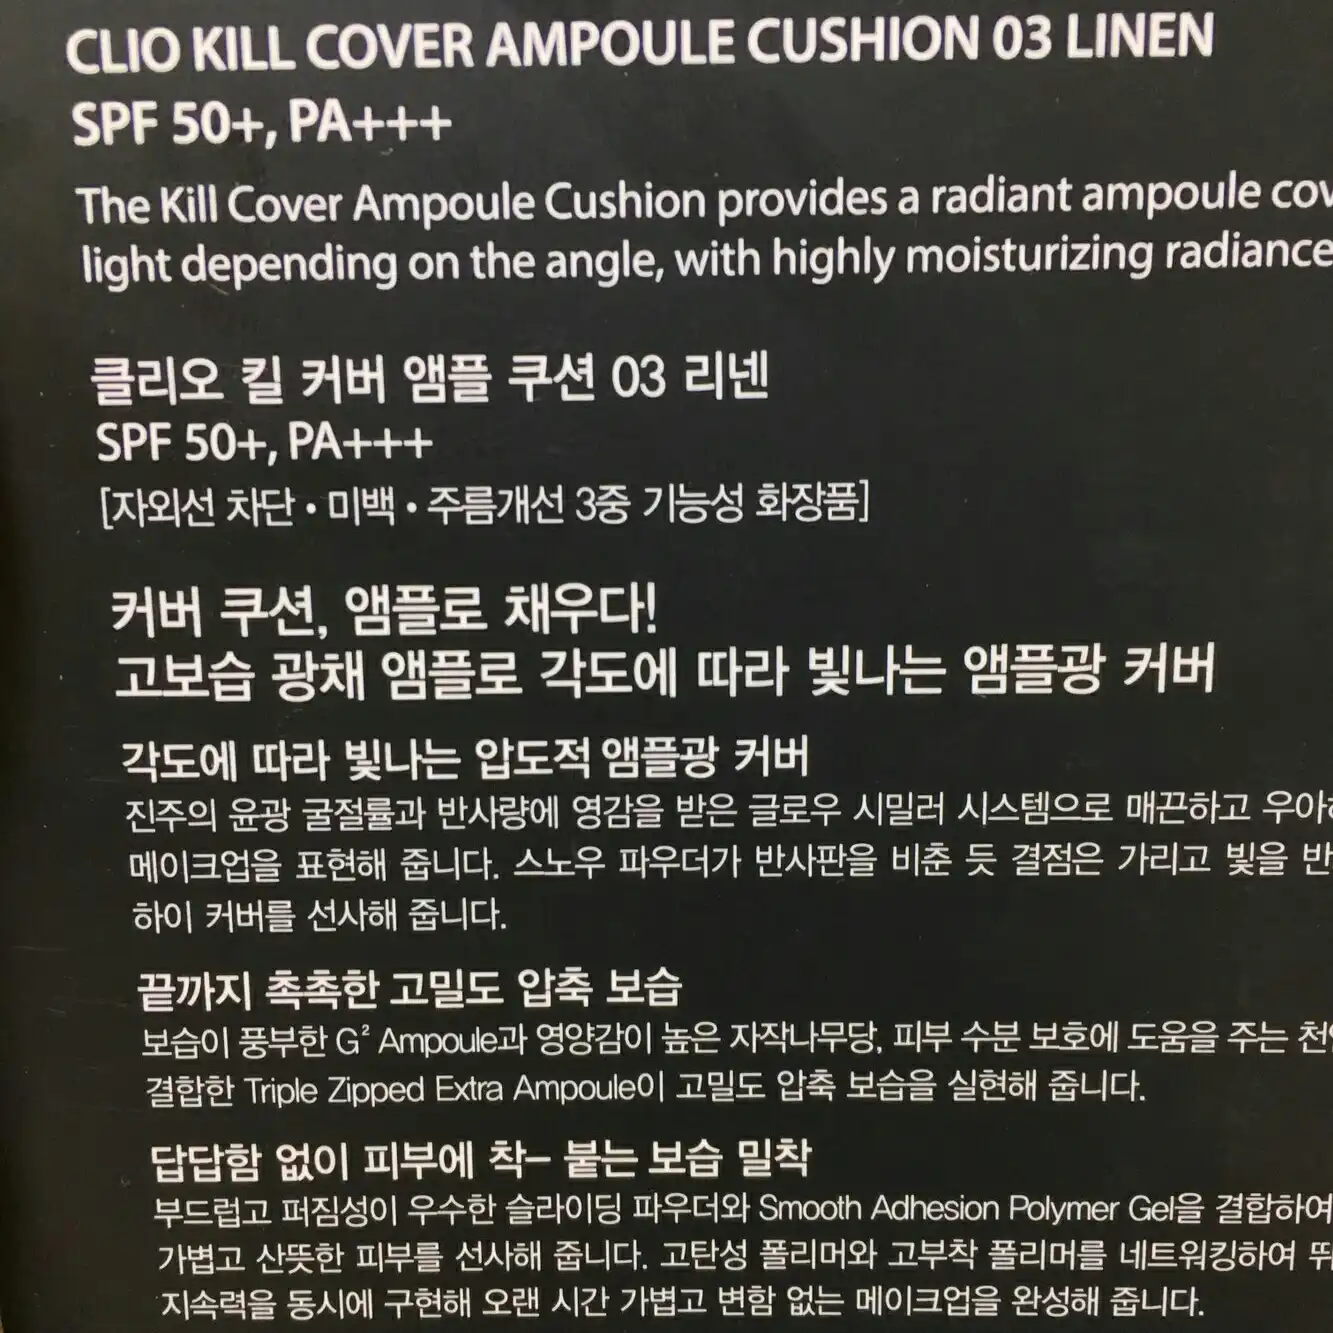 CLIO KILL COVER AMPOULE CUSHION 03 LINEN
SPF 50+, PA+++
The Kill Cover Ampoule Cushion provides a radiant ampoule
light depending on the angle, with highly moisturizing radiance
클리오 킬 커버 앰플 쿠션 03 리넨
SPF 50+, PA+++
[자외선 차단 • 미백 • 주름개선 3중 기능성 화장품]
커버 쿠션, 앰플로 채우다!
고보습 광채 앰플로 각도에 따라 빛나는 앰플광 커버
각도에 따라 빛나는 압도적 앰플광 커버
진주의 윤광 굴절률과 반사량에 영감을 받은 글로우 시밀러 시스템으로 매끈하고
메이크업을 표현해 줍니다. 스노우 파우더가 반사판을 비춘 듯 결점은 가리고 빛을
하이 커버를 선사해 줍니다.
끝까지 촉촉한 고밀도 압축 보습
보습이 풍부한 G² Ampoule과 영양감이 높은 자작나무당, 피부 수분 보호에 도움을 주는
결합한 Triple Zipped Extra Ampoule이 고밀도 압축 보습을 실현해 줍니다.
답답함 없이 피부에 착– 붙는 보습 밀착
부드럽고 퍼짐성이 우수한 슬라이딩 파우더와 Smooth Adhesion Polymer Gel을 결합하여
가볍고 산뜻한 피부를 선사해 줍니다. 고탄성 폴리머와 고부착 폴리머를 네트워킹하여
지속력을 동시에 구현해 오랜 시간 가볍고 변함 없는 메이크업을 완성해 줍니다.